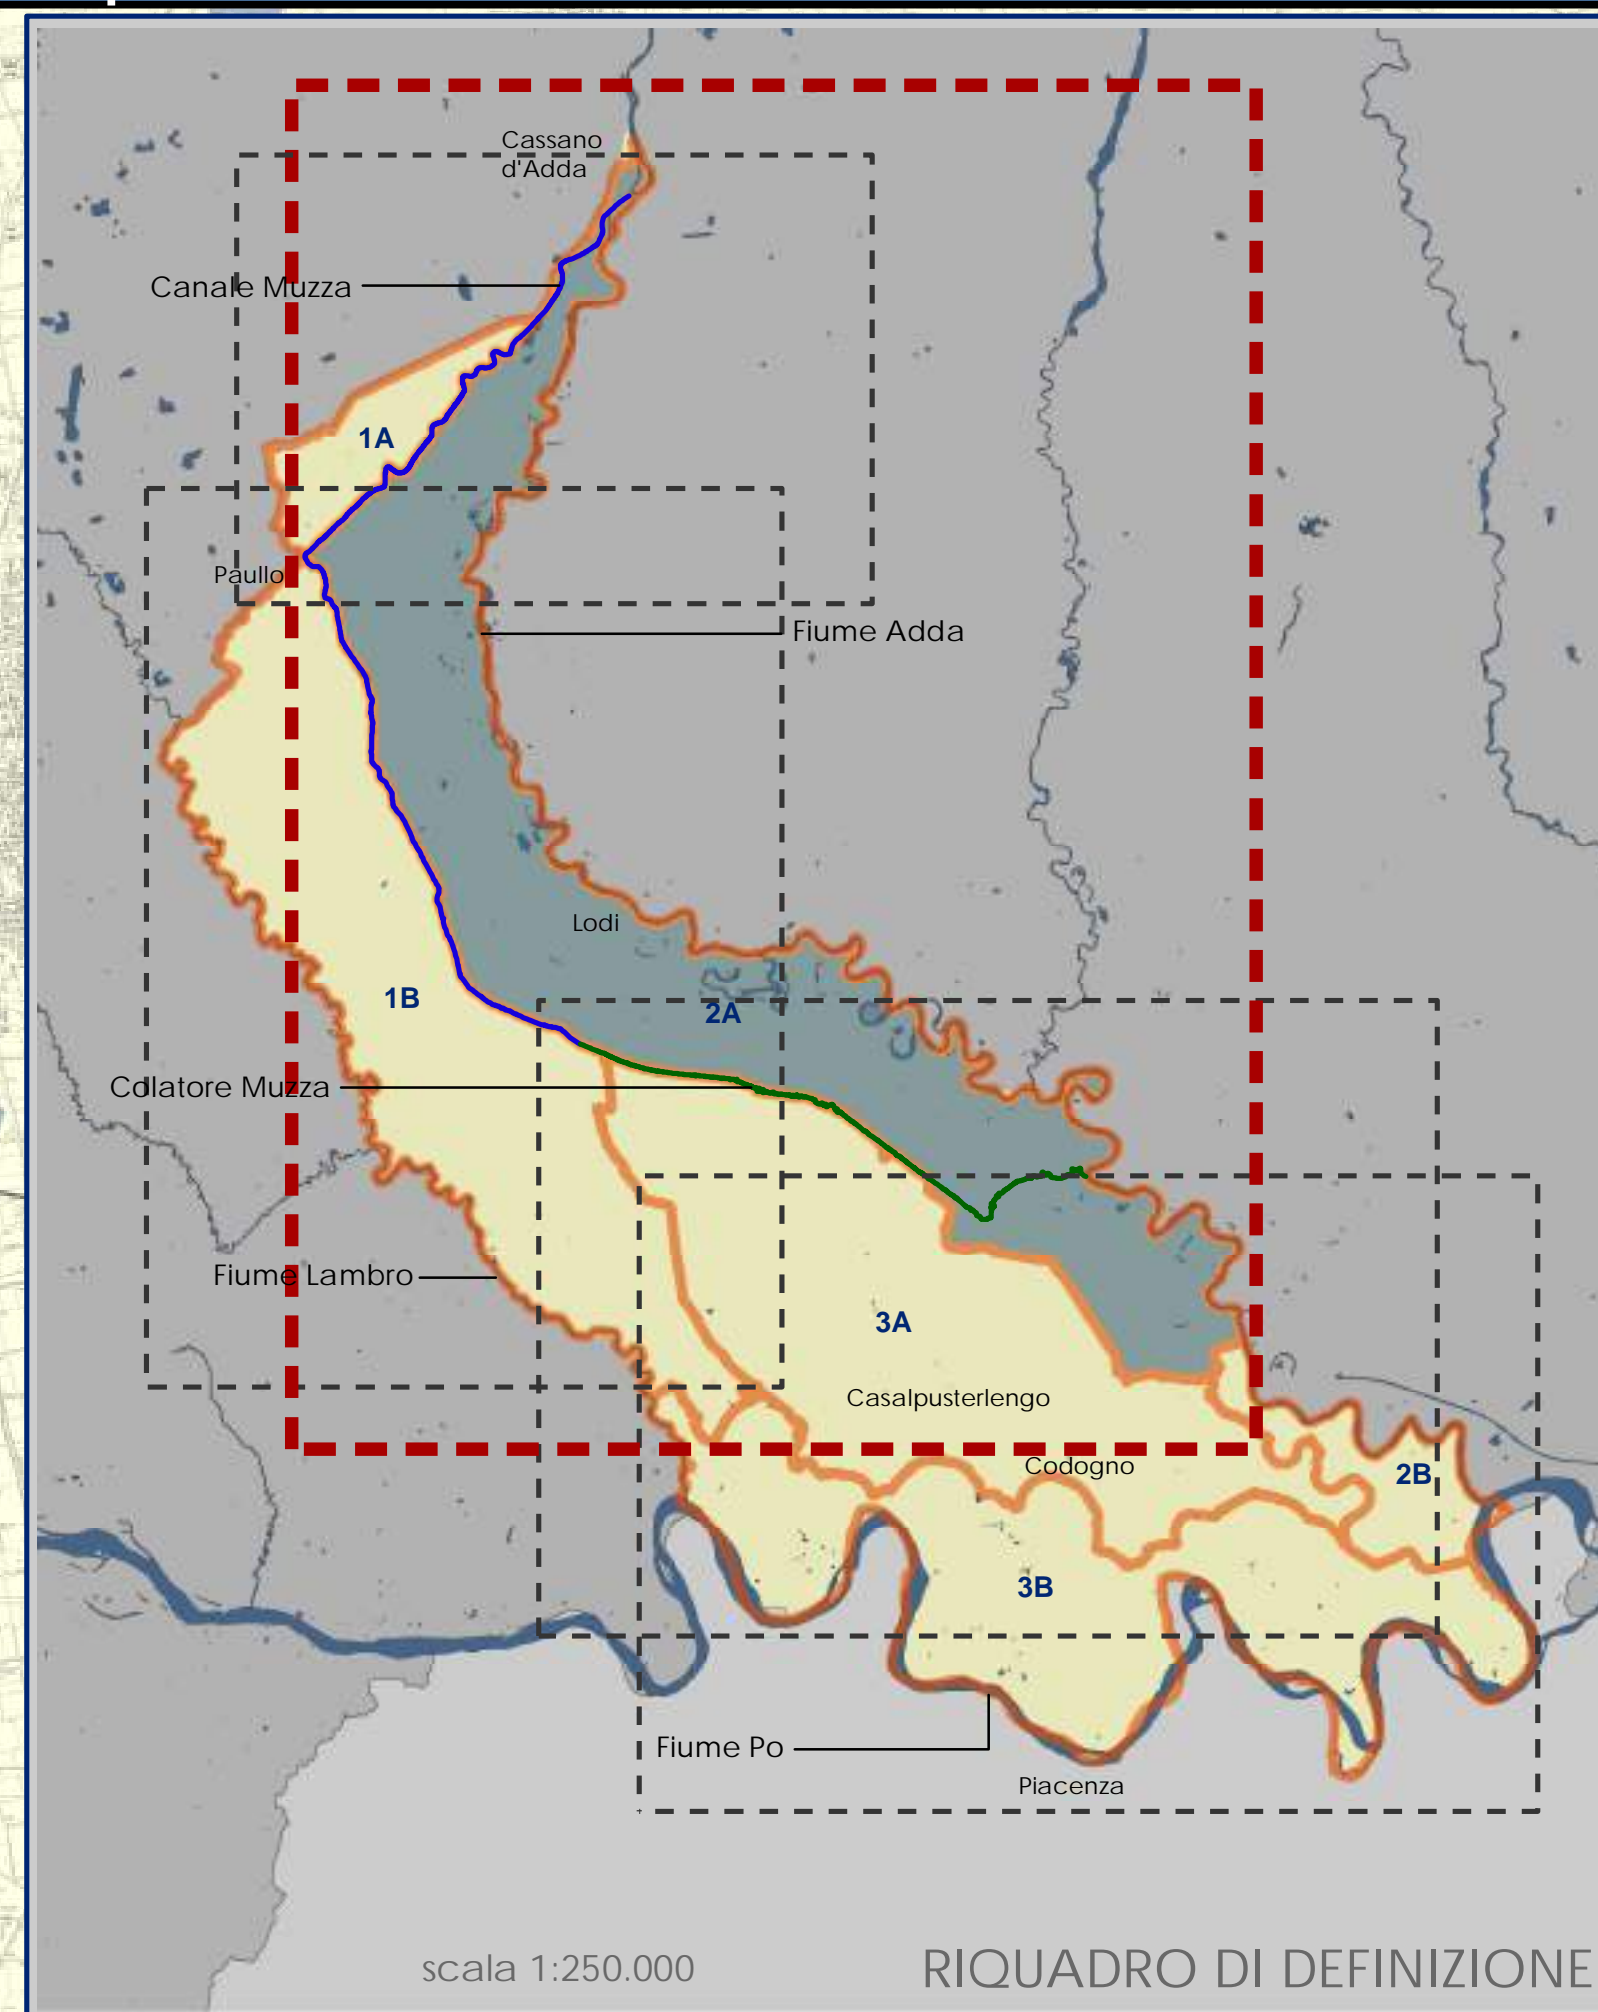 Cassano
d'Adda
Canale Muzza
1A
Paullo
Fiume Adda
Lodi
1B
2A
Colatore Muzza
Fiume Lambro
3A
Casalpusterlengo
Codogno
2B
3B
Fiume Po
Piacenza
scala 1:250.000
RIQUADRO DI DEFINIZIONE